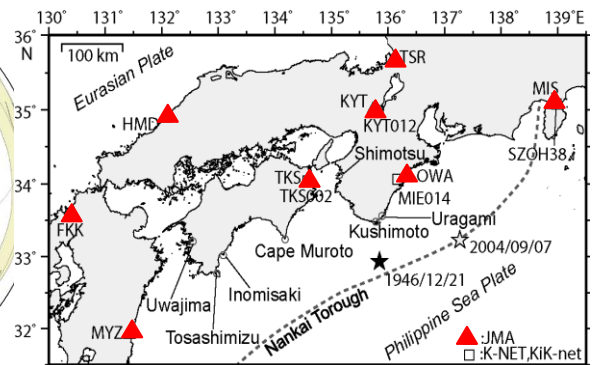 130° 131° 132° 133° 134° 135° 136° 137° 138° 139°E
36°
N
35°
34°
33°
32°
100 km
Eurasian Plate
TSR
HMD
KYT
KYT012
MIS
SZOH38
Shimotsu
TKS
TKS002
OWA
MIE014
FKK
Uragami
Kushimoto
Cape Muroto
2004/09/07
1946/12/21
Uwajima
Inomisaki
Tosashimizu
MYZ
Nankai Torough
Philippine Sea Plate
:JMA
:K-NET,KiK-net